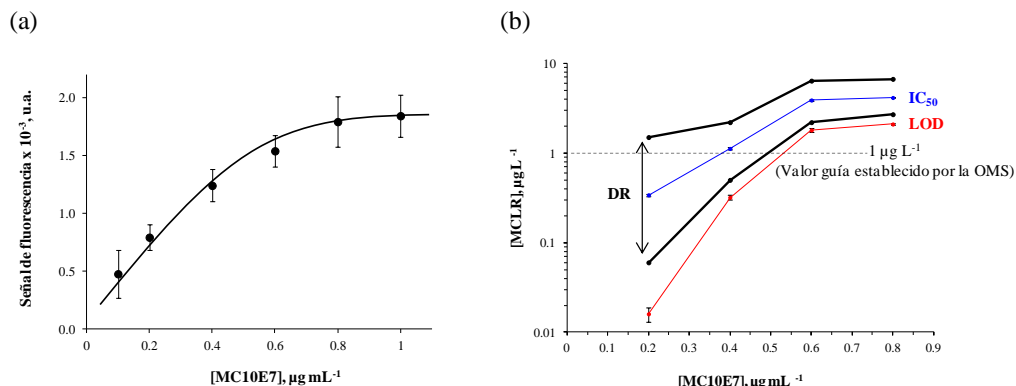 (a)
(b)
Señal de fluorescencia x 10⁻³, u.a.
2.0
1.5
1.0
0.5
0.0
0
0.2
0.4
0.6
0.8
1
[MC10E7], µg mL⁻¹
[MCLR], µg L⁻¹
10
1
0.1
0.01
IC₅₀
LOD
1 µg L⁻¹
(Valor guía establecido por la OMS)
DR
0
0.1
0.2
0.3
0.4
0.5
0.6
0.7
0.8
0.9
[MC10E7], µg mL⁻¹